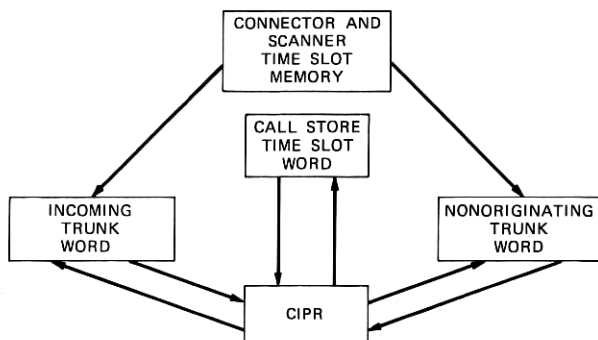 CONNECTOR AND
SCANNER
TIME SLOT
MEMORY
CALL STORE
TIME SLOT
WORD
INCOMING
TRUNK
WORD
NONORIGINATING
TRUNK
WORD
CIPR